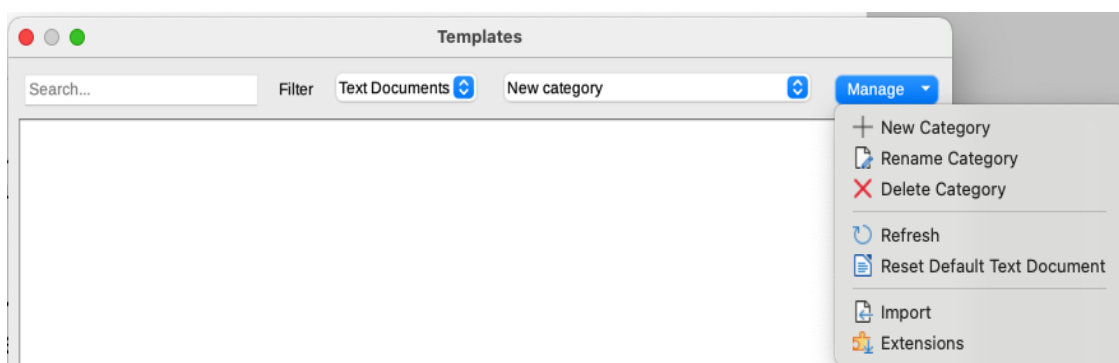 Templates
Search... Filter Text Documents New category Manage
New Category
Rename Category
Delete Category
Refresh
Reset Default Text Document
Import
Extensions